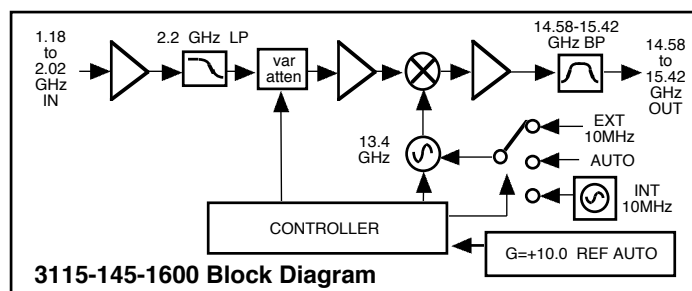 1.18
to
2.02
GHz
IN
2.2 GHz LP
var
atten
14.58-15.42
GHz BP
14.58
to
15.42
GHz
OUT
13.4
GHz
EXT
10MHz
AUTO
INT
10MHz
CONTROLLER
G=+10.0 REF AUTO
3115-145-1600 Block Diagram